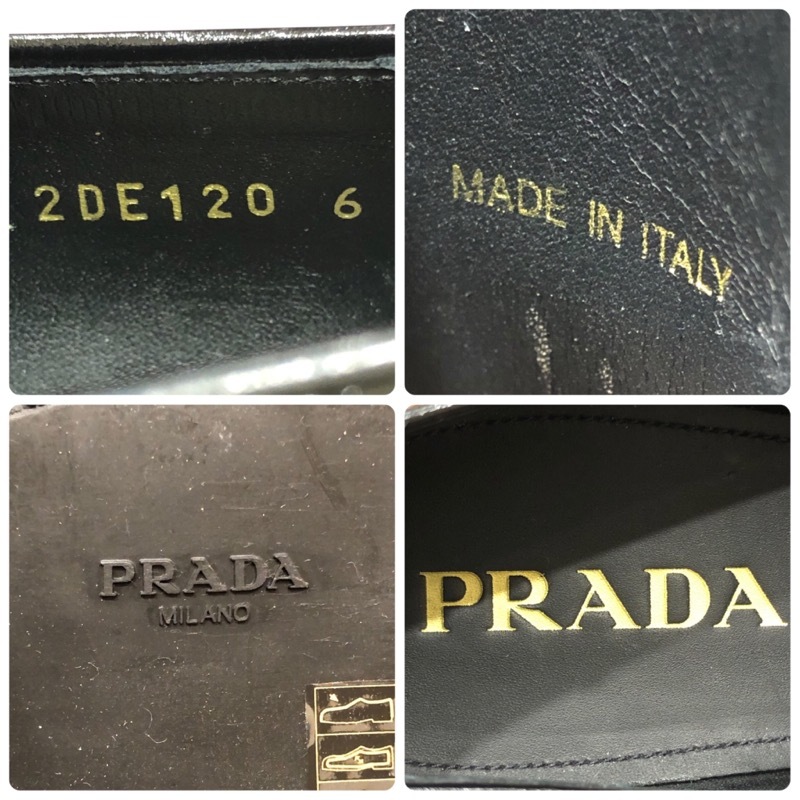 2DE120 6
MADE IN ITALY
PRADA
MILANO
PRADA